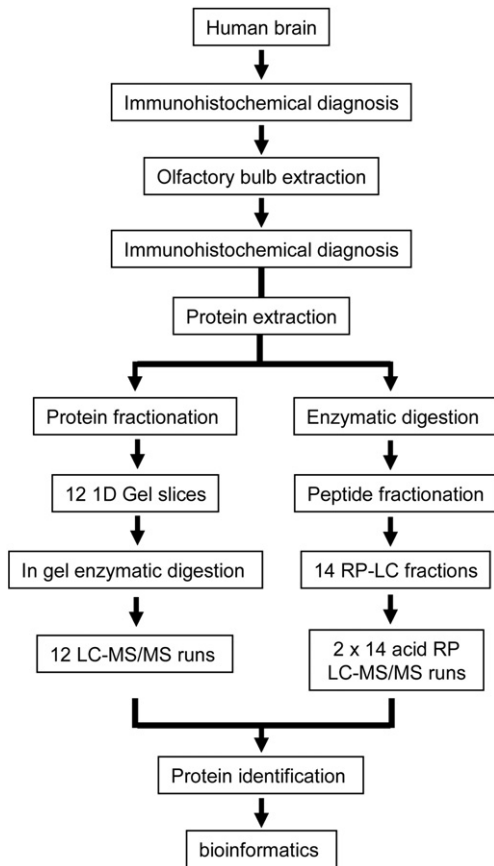 Human brain
Immunohistochemical diagnosis
Olfactory bulb extraction
Immunohistochemical diagnosis
Protein extraction
Protein fractionation
Enzymatic digestion
12 1D Gel slices
Peptide fractionation
In gel enzymatic digestion
14 RP-LC fractions
12 LC-MS/MS runs
2 x 14 acid RP
LC-MS/MS runs
Protein identification
bioinformatics